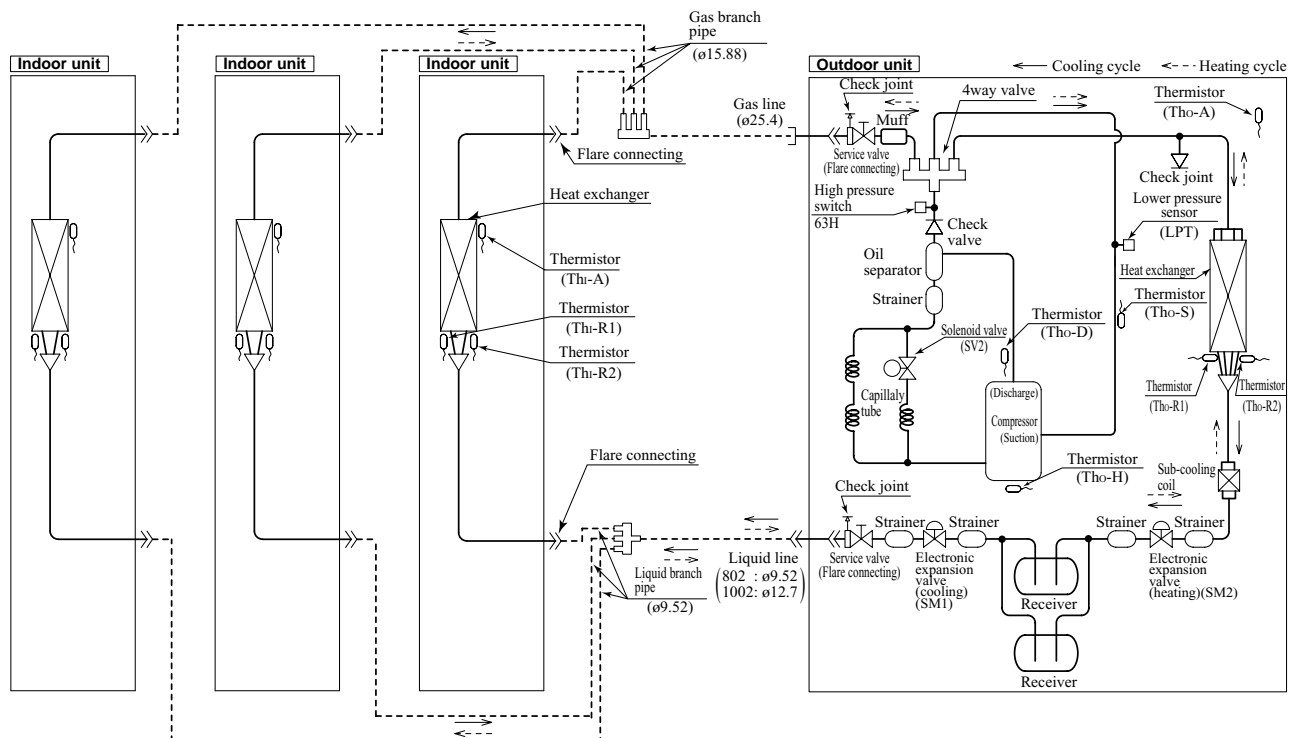 Gas branch
pipe
(ø15.88)
Indoor unit
Indoor unit
Indoor unit
Outdoor unit
Cooling cycle
Heating cycle
Check joint
4way valve
Thermistor
(Tho-A)
Gas line
(ø25.4)
Muff
Service valve
(Flare connecting)
Flare connecting
Check joint
High pressure
switch
63H
Lower pressure
sensor
(LPT)
Heat exchanger
Check
valve
Oil
separator
Heat exchanger
Thermistor
(ThI-A)
Strainer
Thermistor
(Tho-S)
Thermistor
(ThI-R1)
Thermistor
(Tho-D)
Solenoid valve
(SV2)
Thermistor
(ThI-R2)
Capillaly
tube
(Discharge)
Compressor
(Suction)
Thermistor
(Tho-R1)
Thermistor
(Tho-R2)
Flare connecting
Thermistor
(Tho-H)
Sub-cooling
coil
Check joint
Strainer
Strainer
Strainer
Strainer
Liquid branch
pipe
(ø9.52)
Liquid line
(802 : ø9.52
1002: ø12.7)
Service valve
(Flare connecting)
Electronic
expansion
valve
(cooling)
(SM1)
Receiver
Electronic
expansion
valve
(heating)(SM2)
Receiver